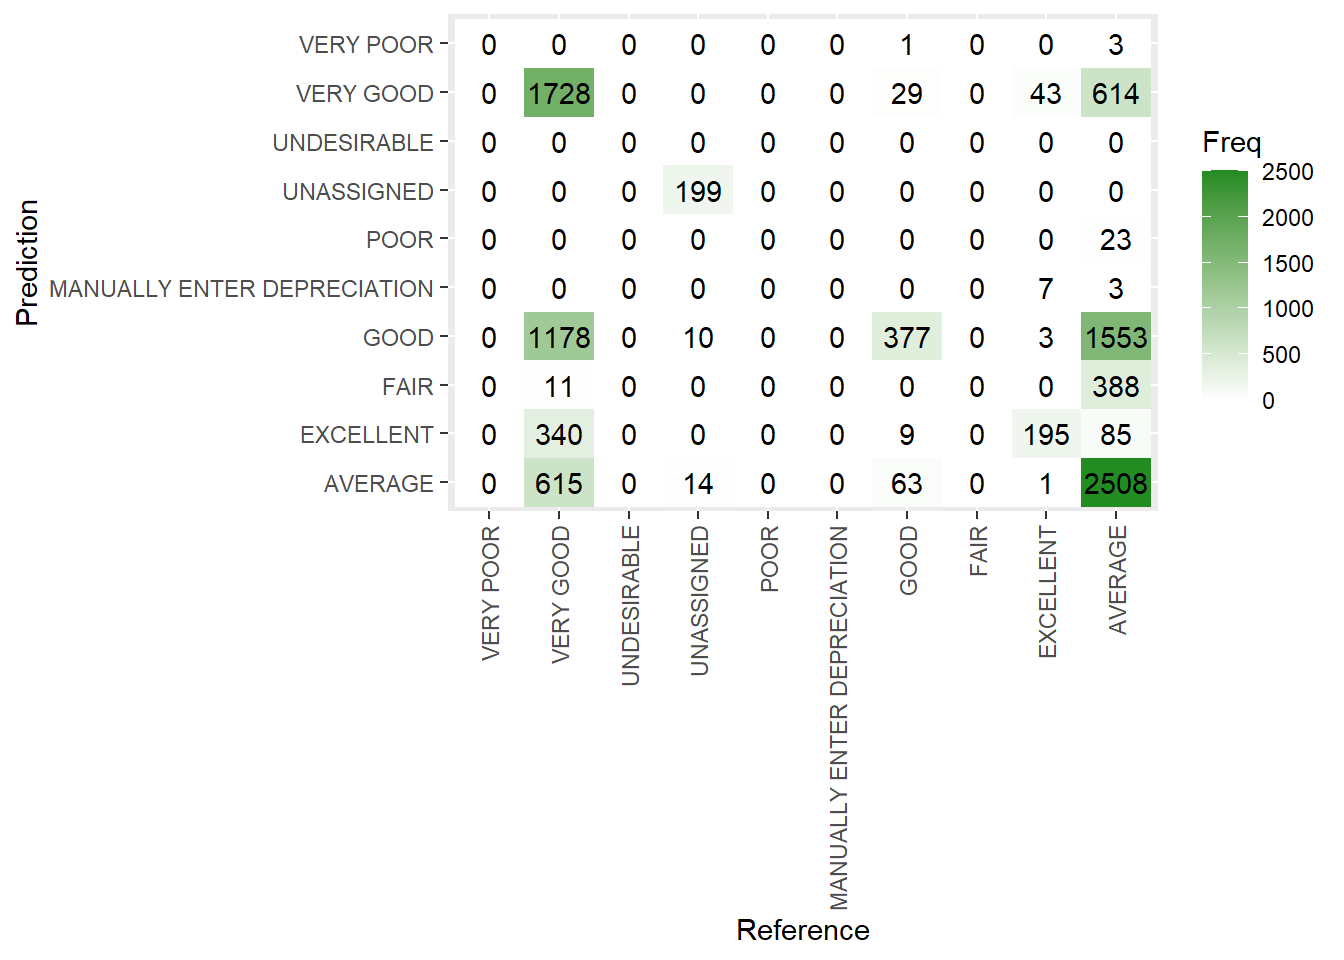 VERY POOR 0 0 0 0 0 0 1 0 0 3
VERY GOOD 0 1728 0 0 0 0 29 0 43 614
UNDESIRABLE 0 0 0 0 0 0 0 0 0 0
UNASSIGNED 0 0 0 199 0 0 0 0 0 0
POOR 0 0 0 0 0 0 0 0 0 23
MANUALLY ENTER DEPRECIATION 0 0 0 0 0 0 0 0 7 3
GOOD 0 1178 0 10 0 0 377 0 3 1553
FAIR 0 11 0 0 0 0 0 0 0 388
EXCELLENT 0 340 0 0 0 0 9 0 195 85
AVERAGE 0 615 0 14 0 0 63 0 1 2508
Prediction
VERY POOR
VERY GOOD
UNDESIRABLE
UNASSIGNED
POOR
MANUALLY ENTER DEPRECIATION
GOOD
FAIR
EXCELLENT
AVERAGE
Reference
Freq
2500
2000
1500
1000
500
0